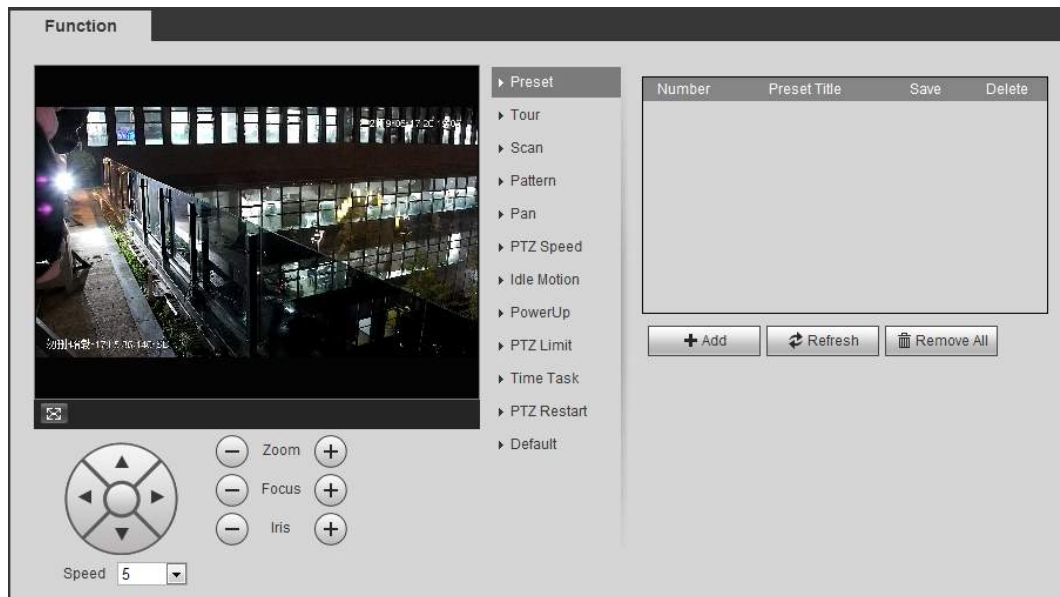 Function
Preset
Tour
Scan
Pattern
Pan
PTZ Speed
Idle Motion
PowerUp
PTZ Limit
Time Task
PTZ Restart
Default
Number Preset Title Save Delete
Add Refresh Remove All
Zoom
Focus
Iris
Speed 5